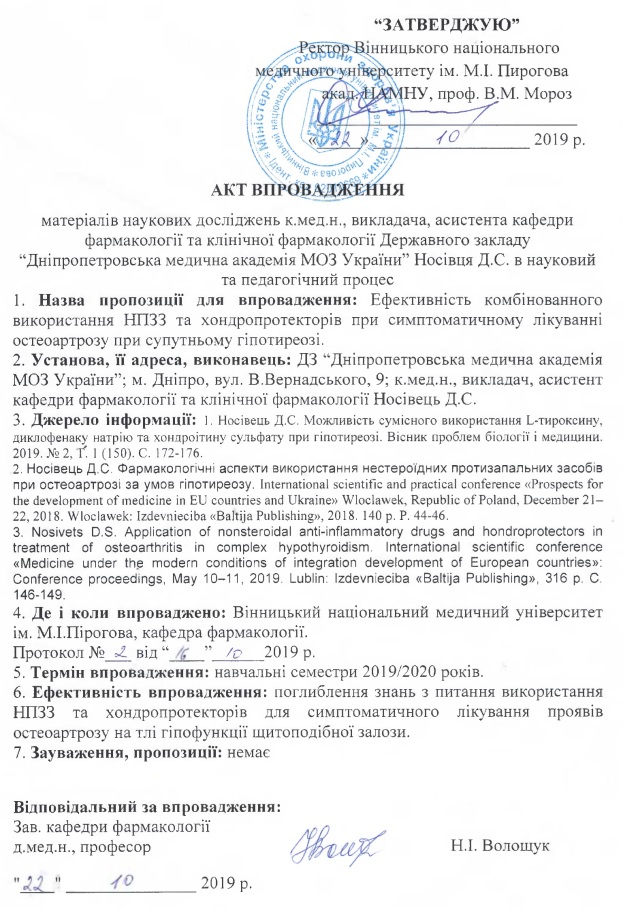 “ЗАТВЕРДЖУЮ”
Ректор Вінницького національного
медичного університету ім. М.І. Пирогова
акад. НАМНУ, проф. В.М. Мороз
« 22 » 10 2019 р.
Міністерство охорони здоров'я України
АКТ ВПРОВАДЖЕННЯ
матеріалів наукових досліджень к.мед.н., викладача, асистента кафедри
фармакології та клінічної фармакології Державного закладу
“Дніпропетровська медична академія МОЗ України” Носівця Д.С. в науковий
та педагогічний процес
1. Назва пропозиції для впровадження: Ефективність комбінованого
використання НПЗЗ та хондропротекторів при симптоматичному лікуванні
остеоартрозу при супутньому гіпотиреозі.
2. Установа, її адреса, виконавець: ДЗ “Дніпропетровська медична академія
МОЗ України”; м. Дніпро, вул. В.Вернадського, 9; к.мед.н., викладач, асистент
кафедри фармакології та клінічної фармакології Носівець Д.С.
3. Джерело інформації: 1. Носівець Д.С. Можливість сумісного використання L-тироксину,
диклофенаку натрію та хондроітину сульфату при гіпотиреозі. Вісник проблем біології і медицини.
2019. № 2, Т. 1 (150). С. 172-176.
2. Носівець Д.С. Фармакологічні аспекти використання нестероїдних протизапальних засобів
при остеоартрозі за умов гіпотиреозу. International scientific and practical conference «Prospects for
the development of medicine in EU countries and Ukraine» Wloclawek, Republic of Poland, December 21–
22, 2018. Wloclawek: Izdevnieciba «Baltija Publishing», 2018. 140 p. P. 44-46.
3. Nosivets D.S. Application of nonsteroidal anti-inflammatory drugs and hondroprotectors in
treatment of osteoarthritis in complex hypothyroidism. International scientific conference
«Medicine under the modern conditions of integration development of European countries»:
Conference proceedings, May 10–11, 2019. Lublin: Izdevnieciba «Baltija Publishing», 316 p. C.
146-149.
4. Де і коли впроваджено: Вінницький національний медичний університет
ім. М.І.Пірогова, кафедра фармакології.
Протокол № 2 від “ 16 ” 10 2019 р.
5. Термін впровадження: навчальні семестри 2019/2020 років.
6. Ефективність впровадження: поглиблення знань з питання використання
НПЗЗ та хондропротекторів для симптоматичного лікування проявів
остеоартрозу на тлі гіпофункції щитоподібної залози.
7. Зауваження, пропозиції: немає
Відповідальний за впровадження:
Зав. кафедри фармакології
д.мед.н., професор Н.І. Волощук
"22" 10 2019 р.